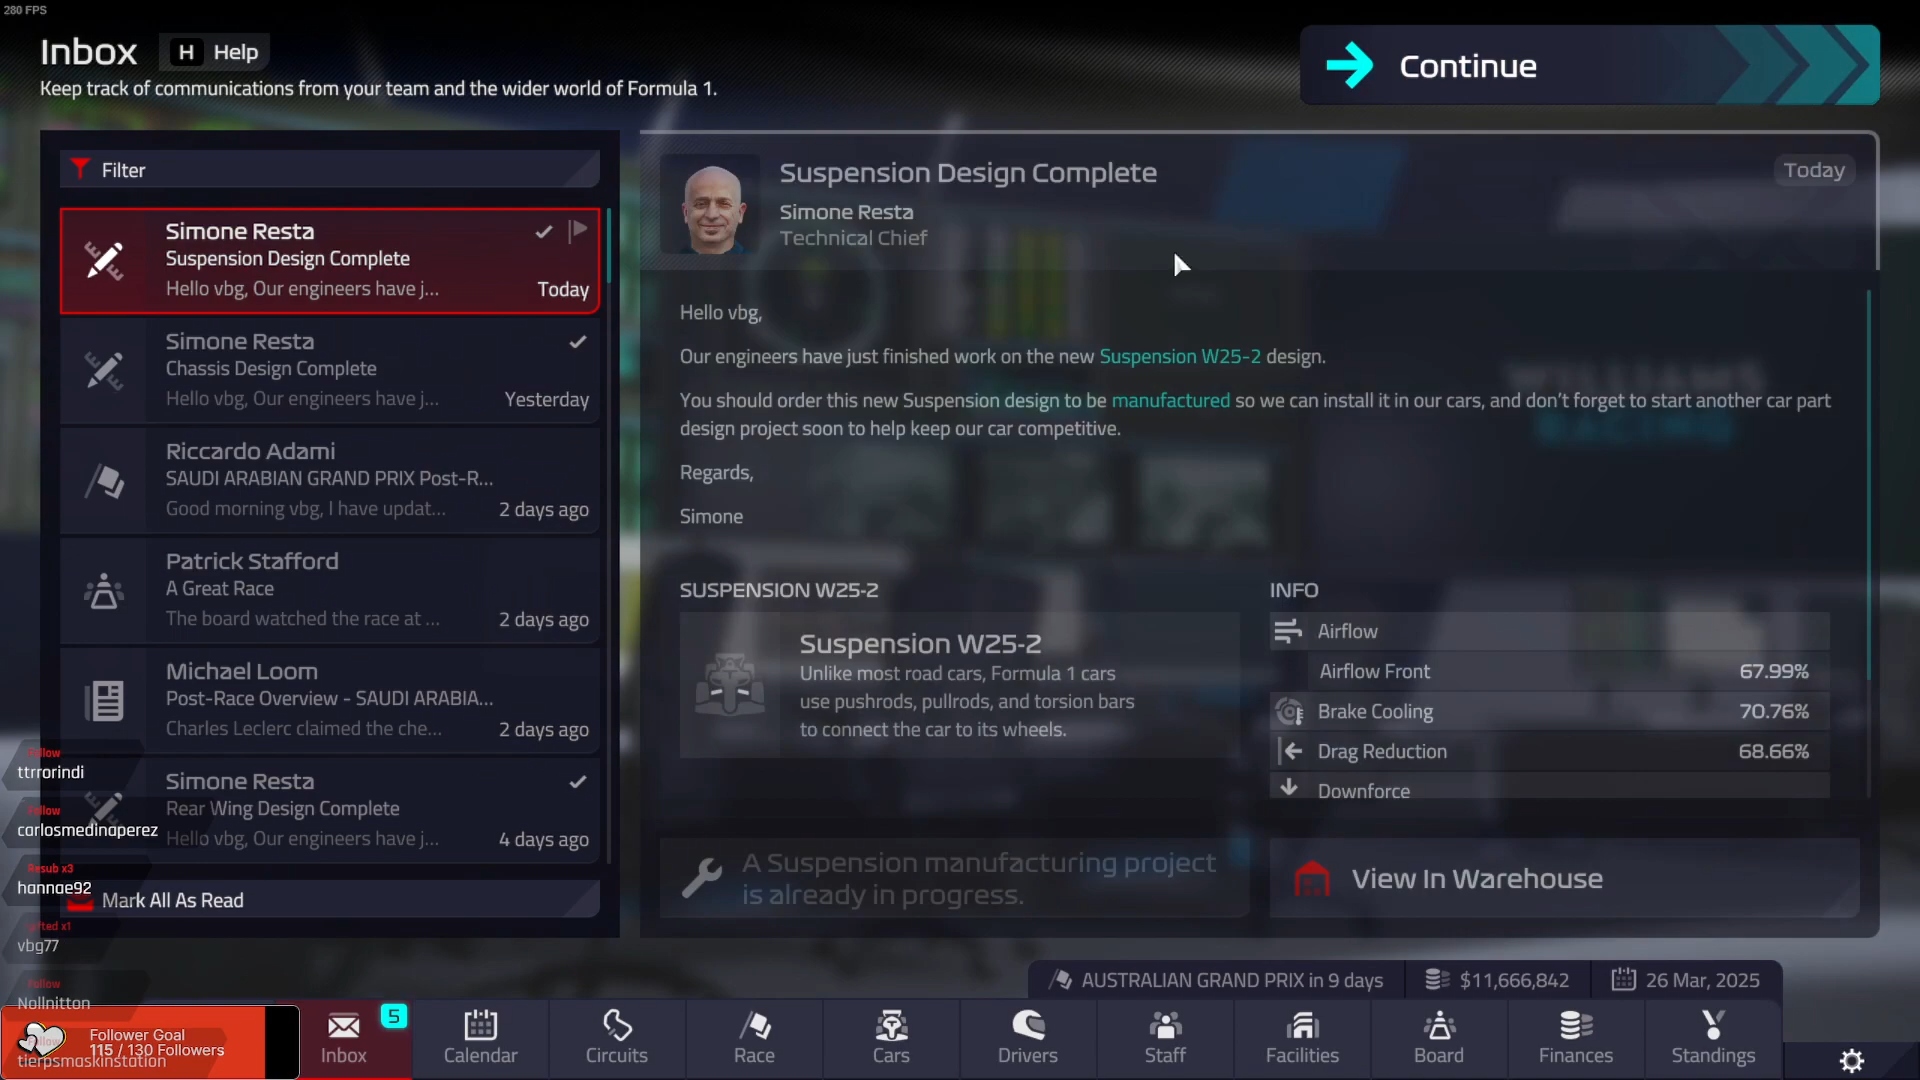 280 FPS
Inbox
H Help
Keep track of communications from your team and the wider world of Formula 1.
Continue
Filter
Simone Resta
Suspension Design Complete
Hello vbg, Our engineers have j...
Today
Simone Resta
Chassis Design Complete
Hello vbg, Our engineers have j...
Yesterday
Riccardo Adami
SAUDI ARABIAN GRAND PRIX Post-R...
Good morning vbg, I have updat...
2 days ago
Patrick Stafford
A Great Race
The board watched the race at ...
2 days ago
Michael Loom
Post-Race Overview - SAUDI ARABIA...
Charles Leclerc claimed the che...
2 days ago
Simone Resta
Rear Wing Design Complete
Hello vbg, Our engineers have j...
4 days ago
Mark All As Read
Suspension Design Complete
Today
Simone Resta
Technical Chief
Hello vbg,
Our engineers have just finished work on the new Suspension W25-2 design.
You should order this new Suspension design to be manufactured so we can install it in our cars, and don't forget to start another car part
design project soon to help keep our car competitive.
Regards,
Simone
WILLIAMS
RACING
SUSPENSION W25-2
Suspension W25-2
Unlike most road cars, Formula 1 cars
use pushrods, pullrods, and torsion bars
to connect the car to its wheels.
INFO
Airflow
Airflow Front 67.99%
Brake Cooling 70.76%
Drag Reduction 68.66%
Downforce
A Suspension manufacturing project
is already in progress.
View In Warehouse
Follow
ttrrorindi
Follow
carlosmedinaperez
Resub x3
hannae92
Gifted x1
vbg77
Follow
Nollnitton
Follow
tierpsmaskinstation
Follower Goal
115 / 130 Followers
AUSTRALIAN GRAND PRIX in 9 days
$11,666,842
26 Mar, 2025
Inbox
5
Calendar
Circuits
Race
Cars
Drivers
Staff
Facilities
Board
Finances
Standings